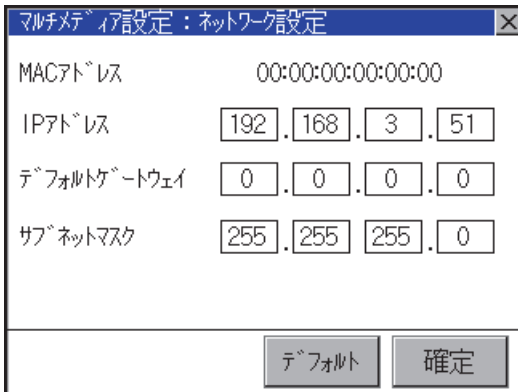 ﾏﾙﾁﾒﾃﾞｨｱ設定：ﾈｯﾄﾜｰｸ設定 ×
MACｱﾄﾞﾚｽ 00:00:00:00:00:00
IPｱﾄﾞﾚｽ 192.168.3.51
ﾃﾞﾌｫﾙﾄｹﾞｰﾄｳｪｲ 0.0.0.0
ｻﾌﾞﾈｯﾄﾏｽｸ 255.255 255.0
ﾃﾞﾌｫﾙﾄ 確定